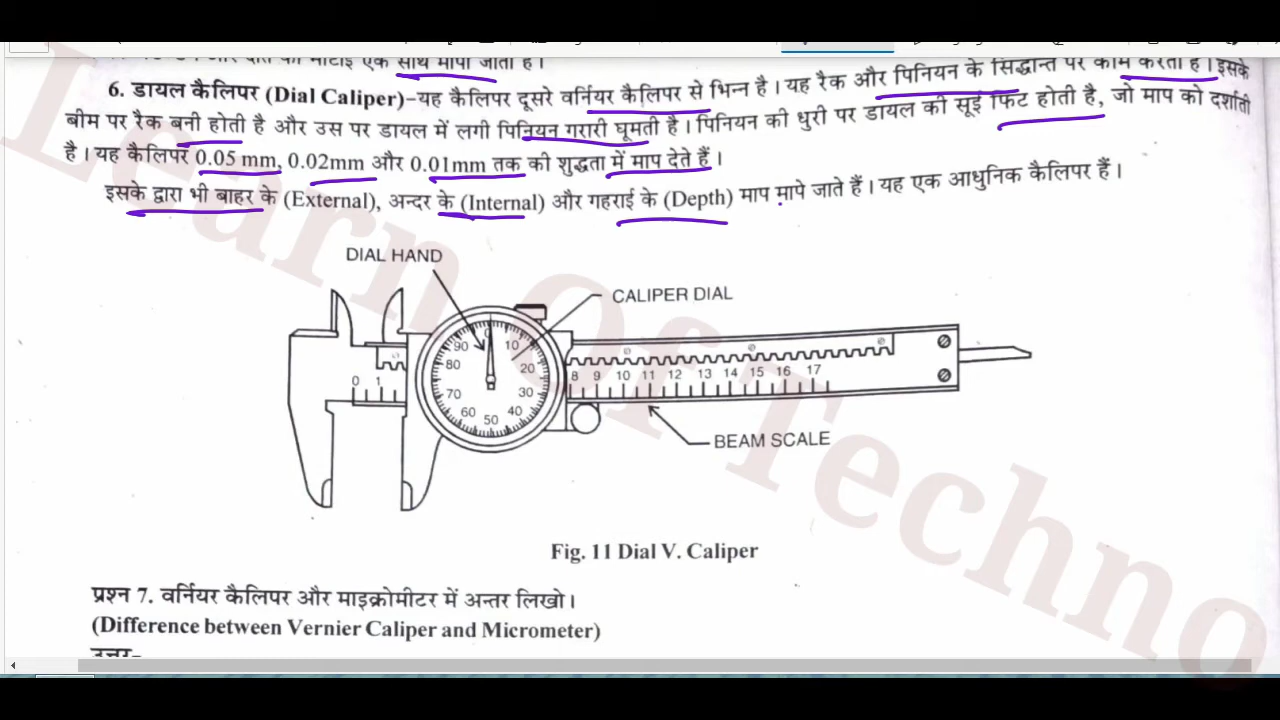 साथ मापा जाता है।
6. डायल कैलिपर (Dial Caliper)–यह कैलिपर दूसरे वर्नियर कैलिपर से भिन्न है। यह रैक और पिनियन के सिद्धान्त पर काम करता है। इसके
बीम पर रैक बनी होती है और उस पर डायल में लगी पिनियन गरारी घूमती है। पिनियन की धुरी पर डायल की सूई फिट होती है, जो माप को दर्शाती
है। यह कैलिपर 0.05 mm, 0.02mm और 0.01mm तक की शुद्धता में माप देते हैं।
इसके द्वारा भी बाहर के (External), अन्दर के (Internal) और गहराई के (Depth) माप मापे जाते हैं। यह एक आधुनिक कैलिपर हैं।
DIAL HAND
CALIPER DIAL
0 10 20 30 40 50 60 70 80 90
0 1 8 9 10 11 12 13 14 15 16 17
BEAM SCALE
Fig. 11 Dial V. Caliper
प्रश्न 7. वर्नियर कैलिपर और माइक्रोमीटर में अन्तर लिखो।
(Difference between Vernier Caliper and Micrometer)
उत्तर–
Learn Of Techno